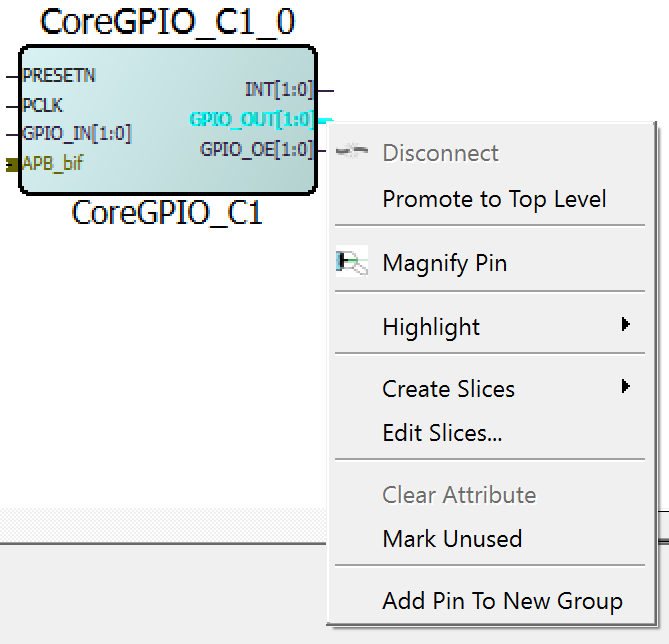 CoreGPIO_C1_0
PRESETN
PCLK
GPIO_IN[1:0]
APB_bif
INT[1:0]
GPIO_OUT[1:0]
GPIO_OE[1:0]
CoreGPIO_C1
Disconnect
Promote to Top Level
Magnify Pin
Highlight
Create Slices
Edit Slices...
Clear Attribute
Mark Unused
Add Pin To New Group